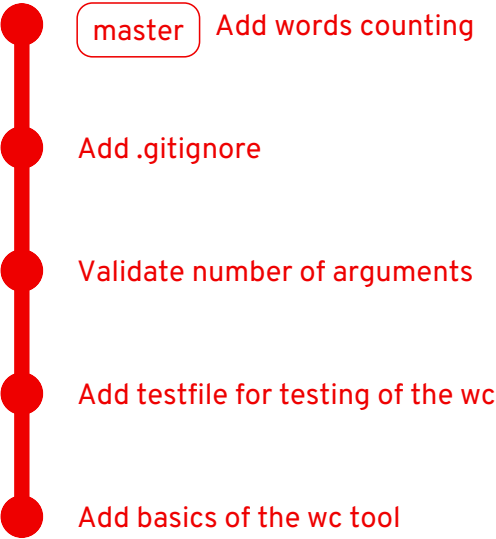 master Add words counting
Add .gitignore
Validate number of arguments
Add testfile for testing of the wc
Add basics of the wc tool